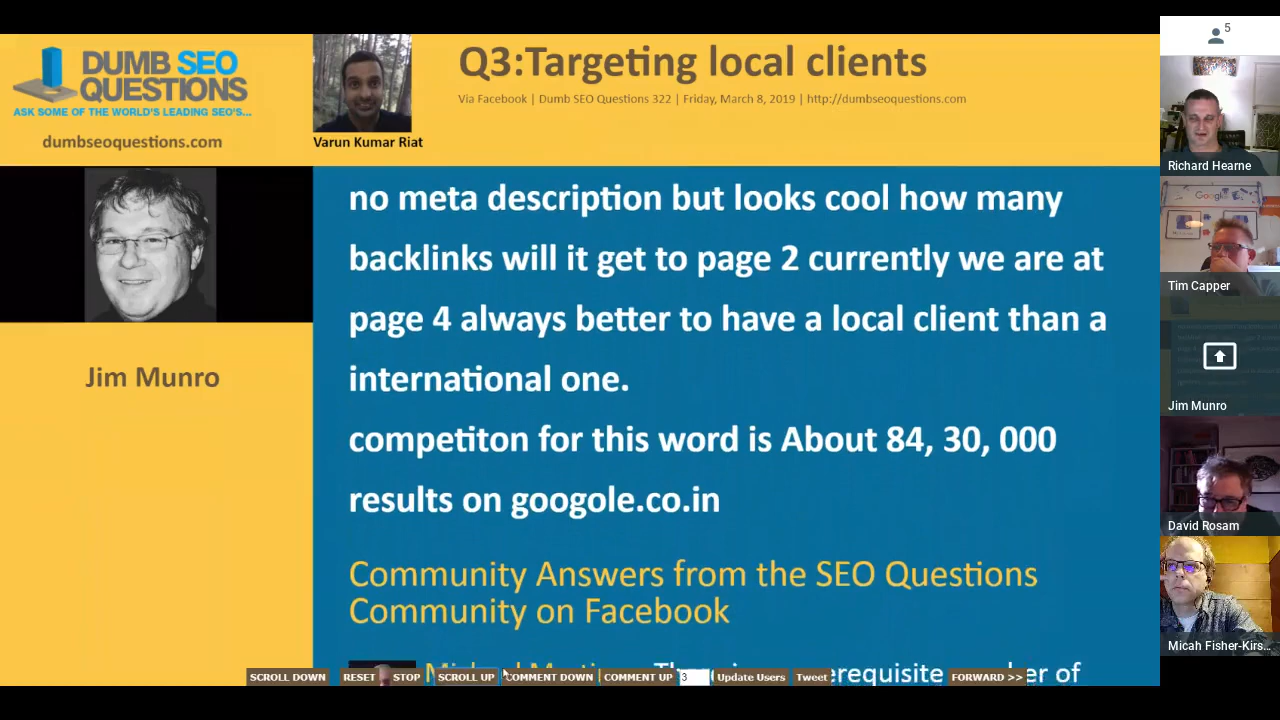 DUMB SEO
QUESTIONS
ASK SOME OF THE WORLD'S LEADING SEO'S...
dumbseoquestions.com
Varun Kumar Riat
Q3:Targeting local clients
Via Facebook | Dumb SEO Questions 322 | Friday, March 8, 2019 | http://dumbseoquestions.com
Jim Munro
no meta description but looks cool how many
backlinks will it get to page 2 currently we are at
page 4 always better to have a local client than a
international one.
competiton for this word is About 84, 30, 000
results on googole.co.in
Community Answers from the SEO Questions
Community on Facebook
SCROLL DOWN RESET STOP SCROLL UP COMMENT DOWN COMMENT UP 3 Update Users Tweet FORWARD >>
5
Richard Hearne
Google
Tim Capper
Jim Munro
David Rosam
Micah Fisher-Kirs...